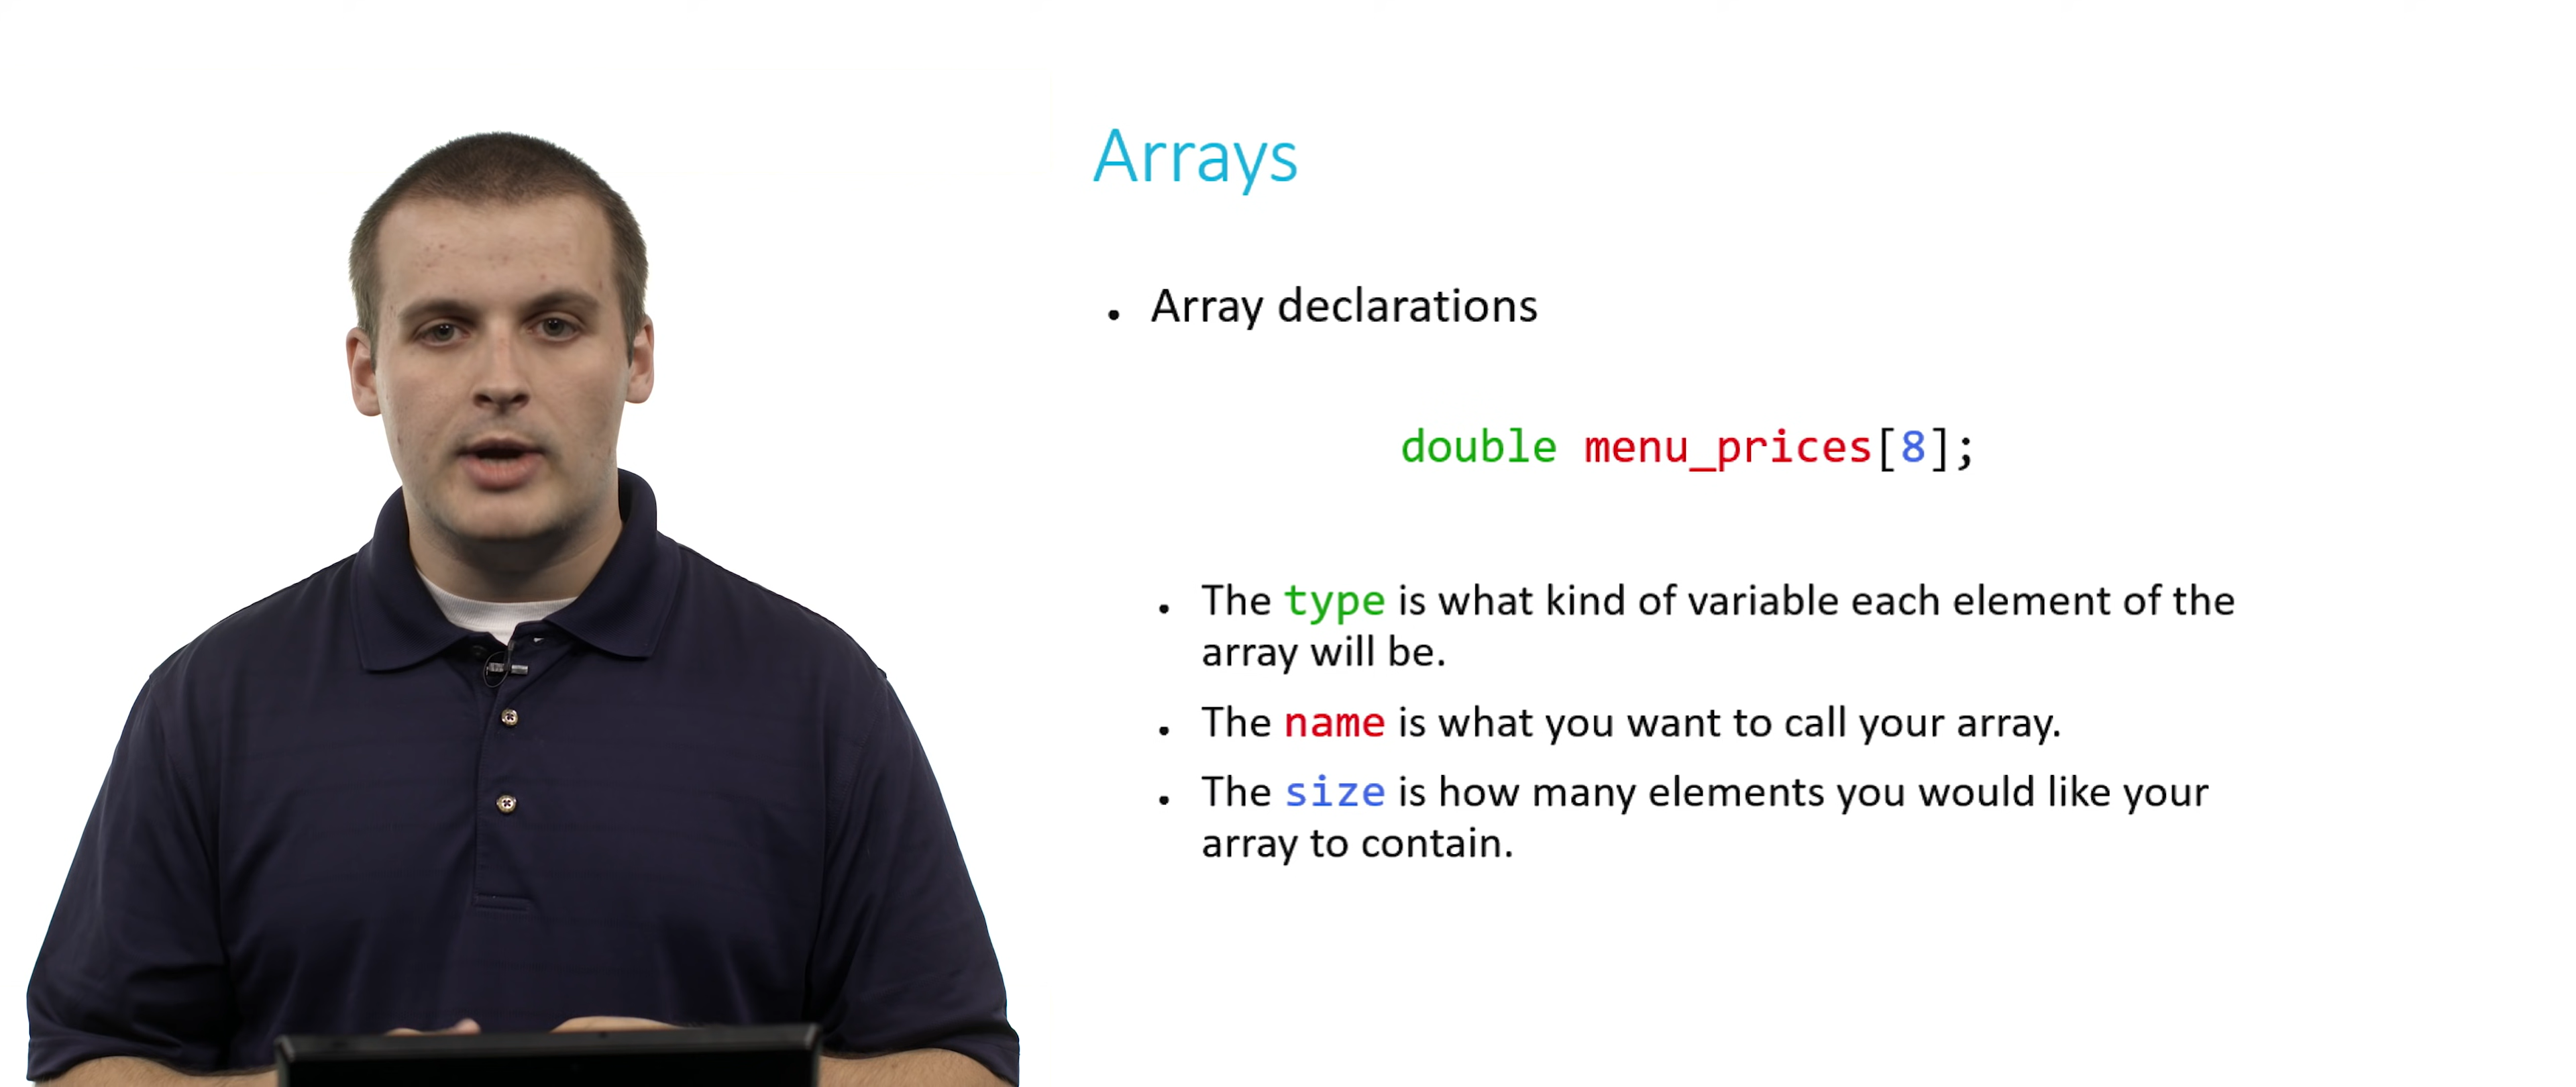 Arrays
• Array declarations
double menu_prices[8];
• The type is what kind of variable each element of the
array will be.
• The name is what you want to call your array.
• The size is how many elements you would like your
array to contain.